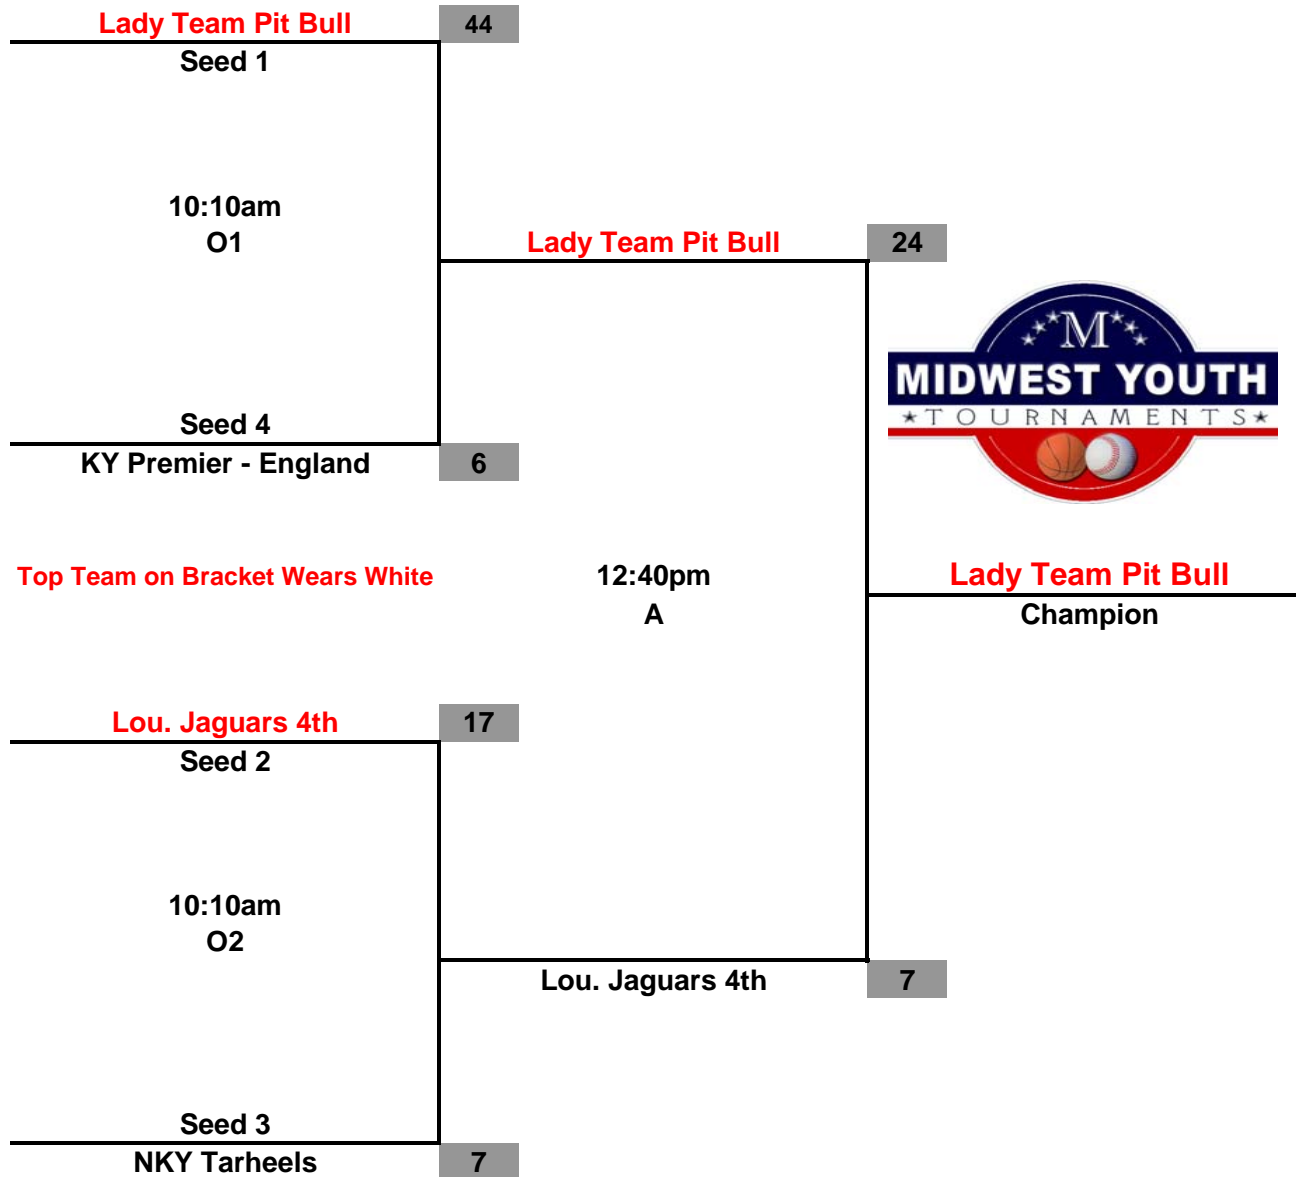 Lady Team Pit Bull 44
Seed 1
10:10am
O1
Lady Team Pit Bull 24
M
MIDWEST YOUTH
TOURNAMENTS
Seed 4
KY Premier - England 6
Top Team on Bracket Wears White
12:40pm
A
Lady Team Pit Bull
Champion
Lou. Jaguars 4th 17
Seed 2
10:10am
O2
Lou. Jaguars 4th 7
Seed 3
NKY Tarheels 7